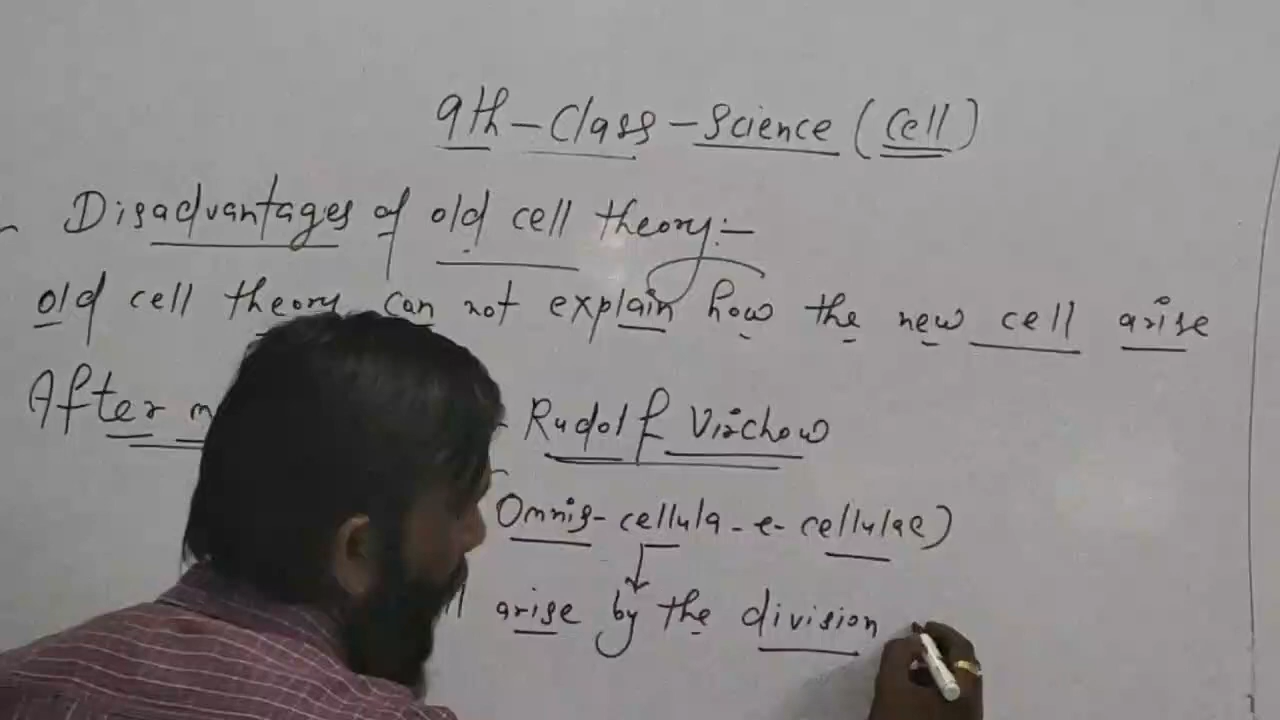 9th-Class-Science (Cell)
Disadvantages of old cell theory:-
old cell theory can not explain how the new cell arise
After Rudolf Virchow
Omnis-cellula-e-cellulae)
arise by the division